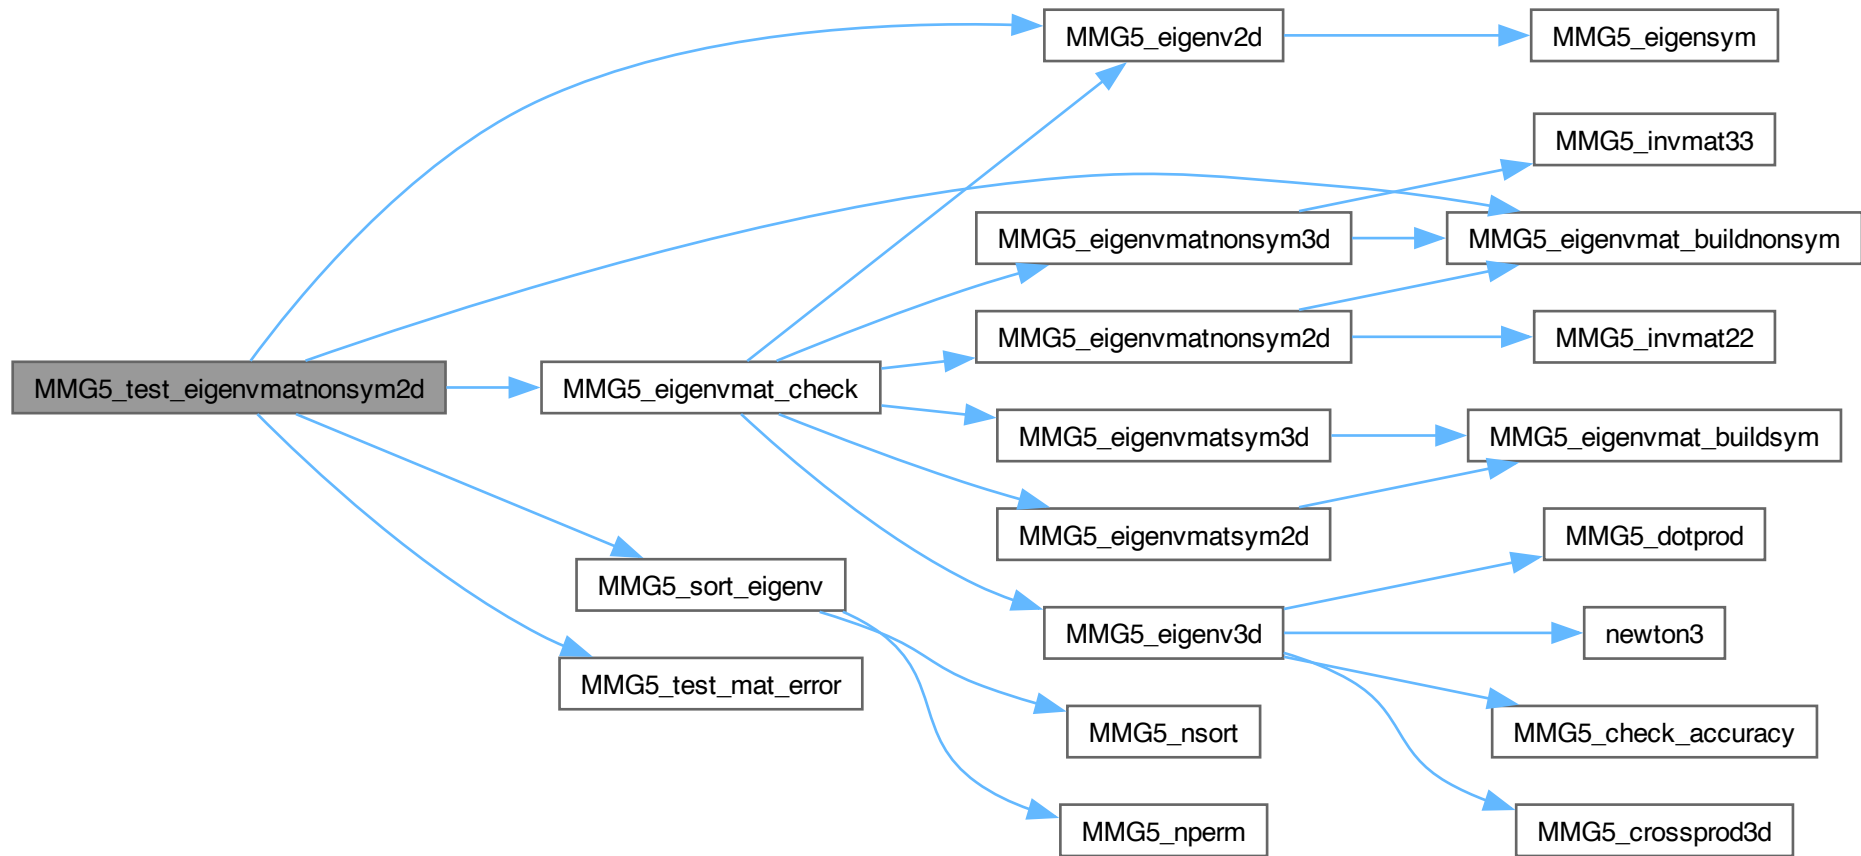 MMG5_eigenv2d
MMG5_eigensym
MMG5_invmat33
MMG5_eigenvmatnonsym3d
MMG5_eigenvmat_buildnonsym
MMG5_eigenvmatnonsym2d
MMG5_invmat22
MMG5_test_eigenvmatnonsym2d
MMG5_eigenvmat_check
MMG5_eigenvmatsym3d
MMG5_eigenvmat_buildsym
MMG5_eigenvmatsym2d
MMG5_dotprod
MMG5_sort_eigenv
MMG5_eigenv3d
newton3
MMG5_test_mat_error
MMG5_nsort
MMG5_check_accuracy
MMG5_nperm
MMG5_crossprod3d